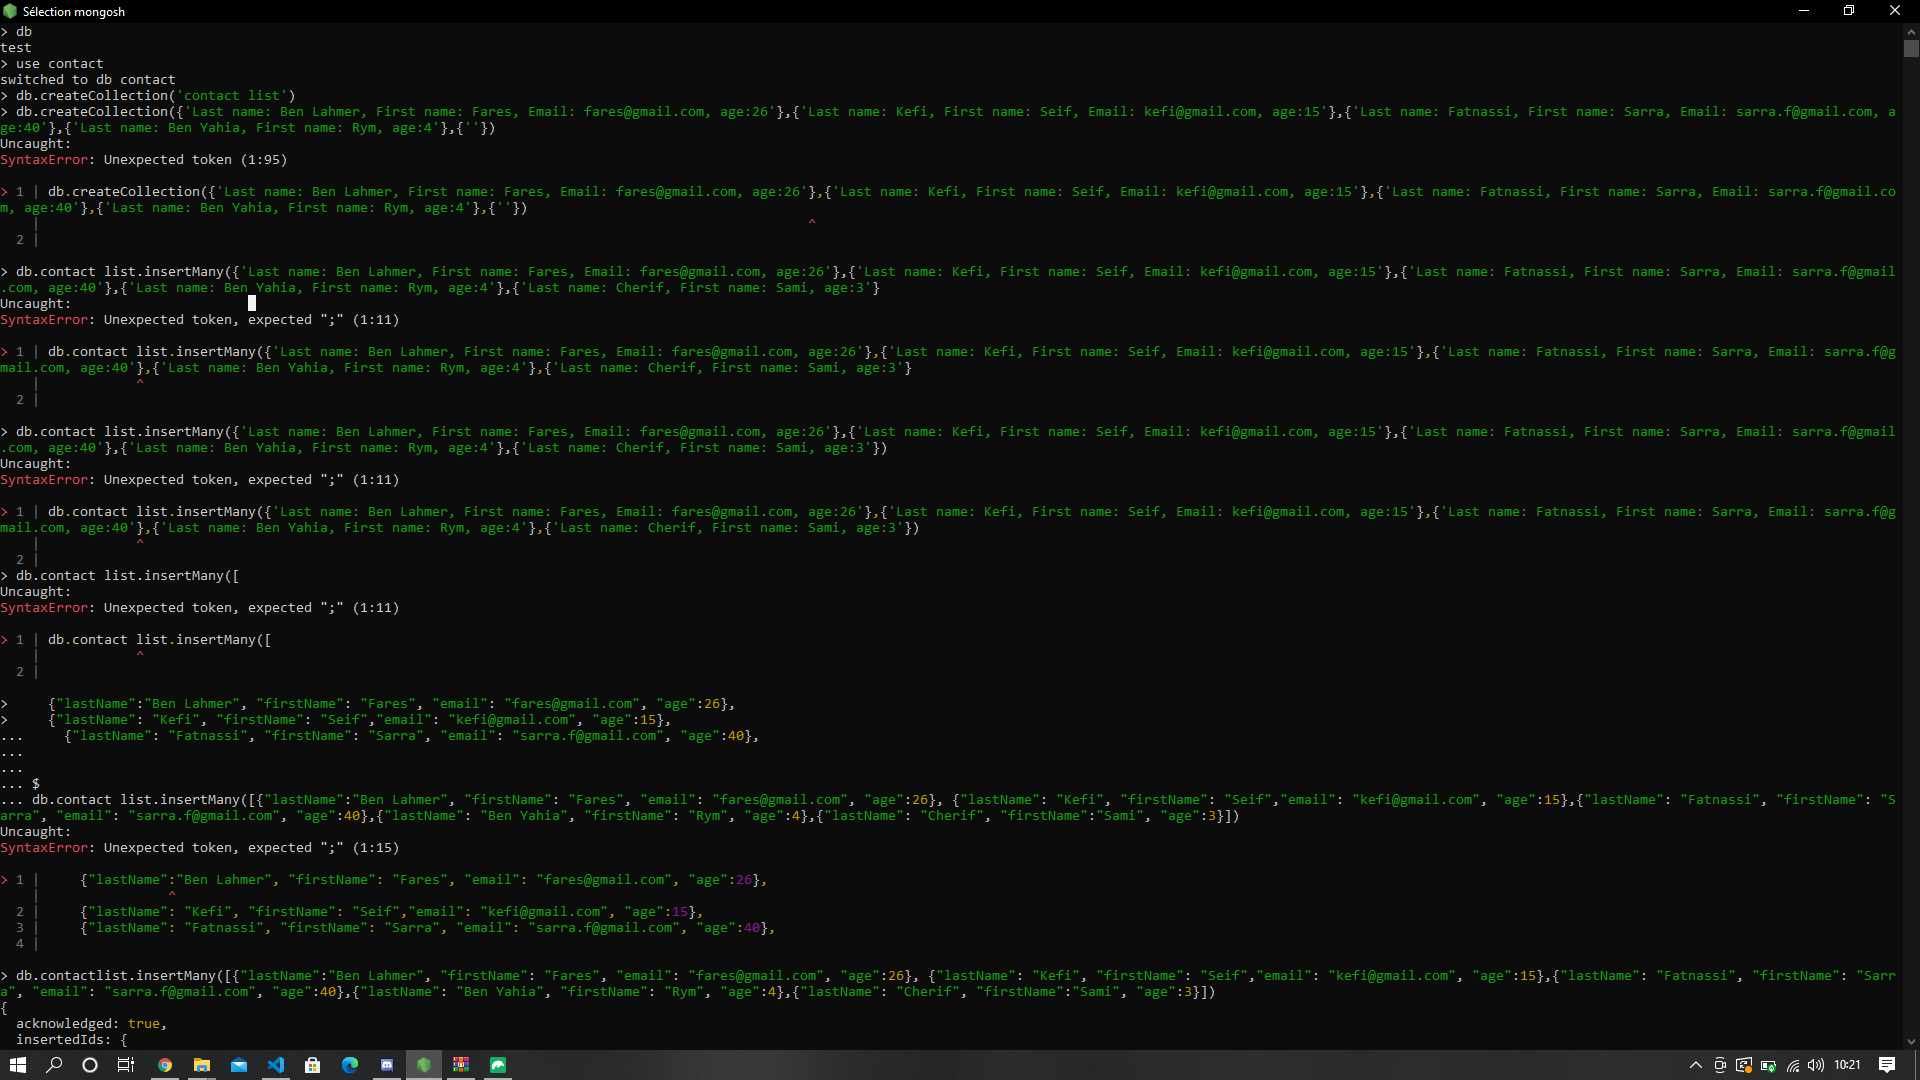 Sélection mongosh
> db
test
> use contact
switched to db contact
> db.createCollection('contact list')
> db.createCollection({'Last name: Ben Lahmer, First name: Fares, Email: fares@gmail.com, age:26'},{'Last name: Kefi, First name: Seif, Email: kefi@gmail.com, age:15'},{'Last name: Fatnassi, First name: Sarra, Email: sarra.f@gmail.com, a
ge:40'},{'Last name: Ben Yahia, First name: Rym, age:4'},{''})
Uncaught:
SyntaxError: Unexpected token (1:95)
> 1 | db.createCollection({'Last name: Ben Lahmer, First name: Fares, Email: fares@gmail.com, age:26'},{'Last name: Kefi, First name: Seif, Email: kefi@gmail.com, age:15'},{'Last name: Fatnassi, First name: Sarra, Email: sarra.f@gmail.co
m, age:40'},{'Last name: Ben Yahia, First name: Rym, age:4'},{''})
| ^
2 |
> db.contact list.insertMany({'Last name: Ben Lahmer, First name: Fares, Email: fares@gmail.com, age:26'},{'Last name: Kefi, First name: Seif, Email: kefi@gmail.com, age:15'},{'Last name: Fatnassi, First name: Sarra, Email: sarra.f@gmail
.com, age:40'},{'Last name: Ben Yahia, First name: Rym, age:4'},{'Last name: Cherif, First name: Sami, age:3'}
Uncaught:
SyntaxError: Unexpected token, expected ";" (1:11)
> 1 | db.contact list.insertMany({'Last name: Ben Lahmer, First name: Fares, Email: fares@gmail.com, age:26'},{'Last name: Kefi, First name: Seif, Email: kefi@gmail.com, age:15'},{'Last name: Fatnassi, First name: Sarra, Email: sarra.f@g
mail.com, age:40'},{'Last name: Ben Yahia, First name: Rym, age:4'},{'Last name: Cherif, First name: Sami, age:3'}
| ^
2 |
> db.contact list.insertMany({'Last name: Ben Lahmer, First name: Fares, Email: fares@gmail.com, age:26'},{'Last name: Kefi, First name: Seif, Email: kefi@gmail.com, age:15'},{'Last name: Fatnassi, First name: Sarra, Email: sarra.f@gmail
.com, age:40'},{'Last name: Ben Yahia, First name: Rym, age:4'},{'Last name: Cherif, First name: Sami, age:3'})
Uncaught:
SyntaxError: Unexpected token, expected ";" (1:11)
> 1 | db.contact list.insertMany({'Last name: Ben Lahmer, First name: Fares, Email: fares@gmail.com, age:26'},{'Last name: Kefi, First name: Seif, Email: kefi@gmail.com, age:15'},{'Last name: Fatnassi, First name: Sarra, Email: sarra.f@g
mail.com, age:40'},{'Last name: Ben Yahia, First name: Rym, age:4'},{'Last name: Cherif, First name: Sami, age:3'})
| ^
2 |
> db.contact list.insertMany([
Uncaught:
SyntaxError: Unexpected token, expected ";" (1:11)
> 1 | db.contact list.insertMany([
| ^
2 |
> {"lastName":"Ben Lahmer", "firstName": "Fares", "email": "fares@gmail.com", "age":26},
> {"lastName": "Kefi", "firstName": "Seif","email": "kefi@gmail.com", "age":15},
... {"lastName": "Fatnassi", "firstName": "Sarra", "email": "sarra.f@gmail.com", "age":40},
...
...
... $
... db.contact list.insertMany([{"lastName":"Ben Lahmer", "firstName": "Fares", "email": "fares@gmail.com", "age":26}, {"lastName": "Kefi", "firstName": "Seif","email": "kefi@gmail.com", "age":15},{"lastName": "Fatnassi", "firstName": "S
arra", "email": "sarra.f@gmail.com", "age":40},{"lastName": "Ben Yahia", "firstName": "Rym", "age":4},{"lastName": "Cherif", "firstName":"Sami", "age":3}])
Uncaught:
SyntaxError: Unexpected token, expected ";" (1:15)
> 1 | {"lastName":"Ben Lahmer", "firstName": "Fares", "email": "fares@gmail.com", "age":26},
| ^
2 | {"lastName": "Kefi", "firstName": "Seif","email": "kefi@gmail.com", "age":15},
3 | {"lastName": "Fatnassi", "firstName": "Sarra", "email": "sarra.f@gmail.com", "age":40},
4 |
> db.contactlist.insertMany([{"lastName":"Ben Lahmer", "firstName": "Fares", "email": "fares@gmail.com", "age":26}, {"lastName": "Kefi", "firstName": "Seif","email": "kefi@gmail.com", "age":15},{"lastName": "Fatnassi", "firstName": "Sarr
a", "email": "sarra.f@gmail.com", "age":40},{"lastName": "Ben Yahia", "firstName": "Rym", "age":4},{"lastName": "Cherif", "firstName":"Sami", "age":3}])
{
acknowledged: true,
insertedIds: {
10:21